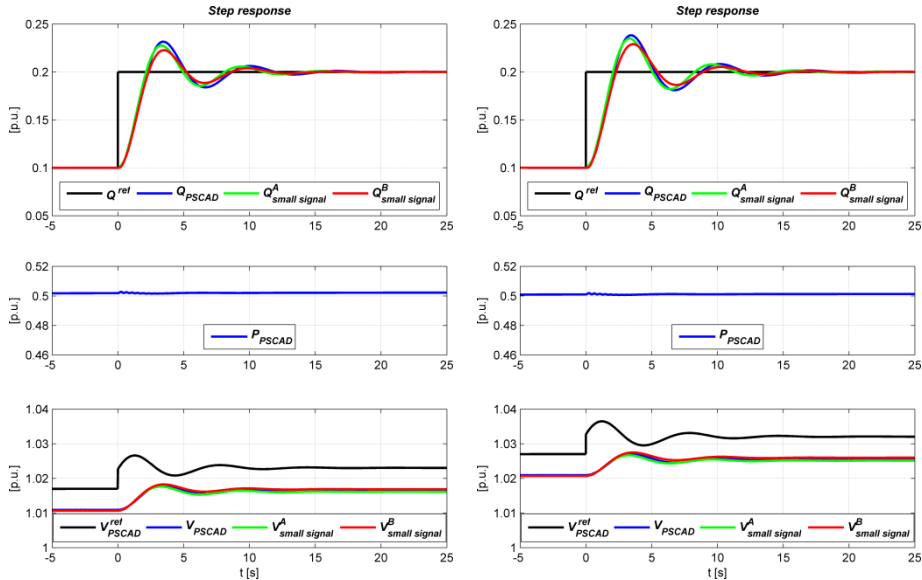 Step response
0.25
0.2
0.15
0.1
0.05
[p.u.]
Q^ref Q_PSCAD Q^A_small signal Q^B_small signal
-5 0 5 10 15 20 25
0.52
0.5
0.48
0.46
[p.u.]
P_PSCAD
-5 0 5 10 15 20 25
1.04
1.03
1.02
1.01
1
[p.u.]
V^ref_PSCAD V_PSCAD V^A_small signal V^B_small signal
-5 0 5 10 15 20 25
t [s]
Step response
0.25
0.2
0.15
0.1
0.05
[p.u.]
Q^ref Q_PSCAD Q^A_small signal Q^B_small signal
-5 0 5 10 15 20 25
0.52
0.5
0.48
0.46
[p.u.]
P_PSCAD
-5 0 5 10 15 20 25
1.04
1.03
1.02
1.01
1
[p.u.]
V^ref_PSCAD V_PSCAD V^A_small signal V^B_small signal
-5 0 5 10 15 20 25
t [s]